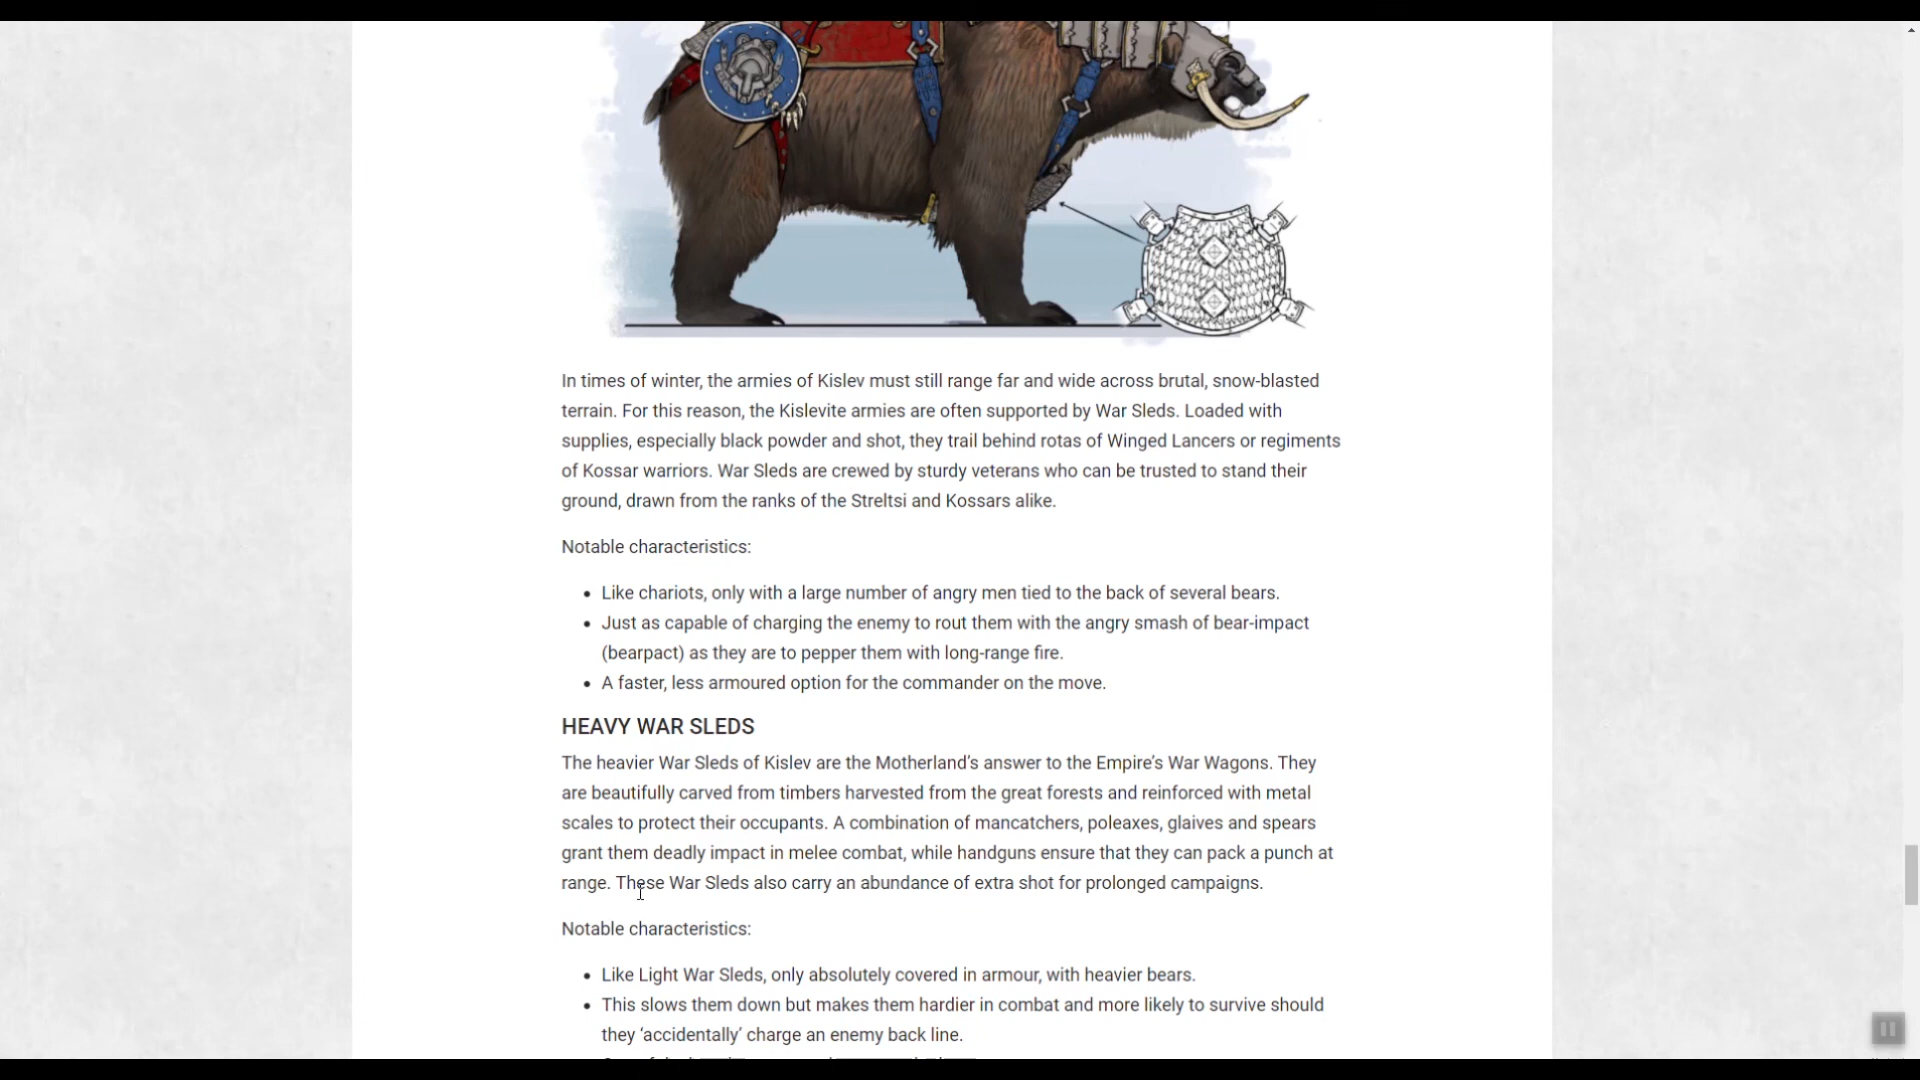 In times of winter, the armies of Kislev must still range far and wide across brutal, snow-blasted
terrain. For this reason, the Kislevite armies are often supported by War Sleds. Loaded with
supplies, especially black powder and shot, they trail behind rotas of Winged Lancers or regiments
of Kossar warriors. War Sleds are crewed by sturdy veterans who can be trusted to stand their
ground, drawn from the ranks of the Streltsi and Kossars alike.
Notable characteristics:
• Like chariots, only with a large number of angry men tied to the back of several bears.
• Just as capable of charging the enemy to rout them with the angry smash of bear-impact
(bearpact) as they are to pepper them with long-range fire.
• A faster, less armoured option for the commander on the move.
HEAVY WAR SLEDS
The heavier War Sleds of Kislev are the Motherland’s answer to the Empire’s War Wagons. They
are beautifully carved from timbers harvested from the great forests and reinforced with metal
scales to protect their occupants. A combination of mancatchers, poleaxes, glaives and spears
grant them deadly impact in melee combat, while handguns ensure that they can pack a punch at
range. These War Sleds also carry an abundance of extra shot for prolonged campaigns.
Notable characteristics:
• Like Light War Sleds, only absolutely covered in armour, with heavier bears.
• This slows them down but makes them hardier in combat and more likely to survive should
they ‘accidentally’ charge an enemy back line.